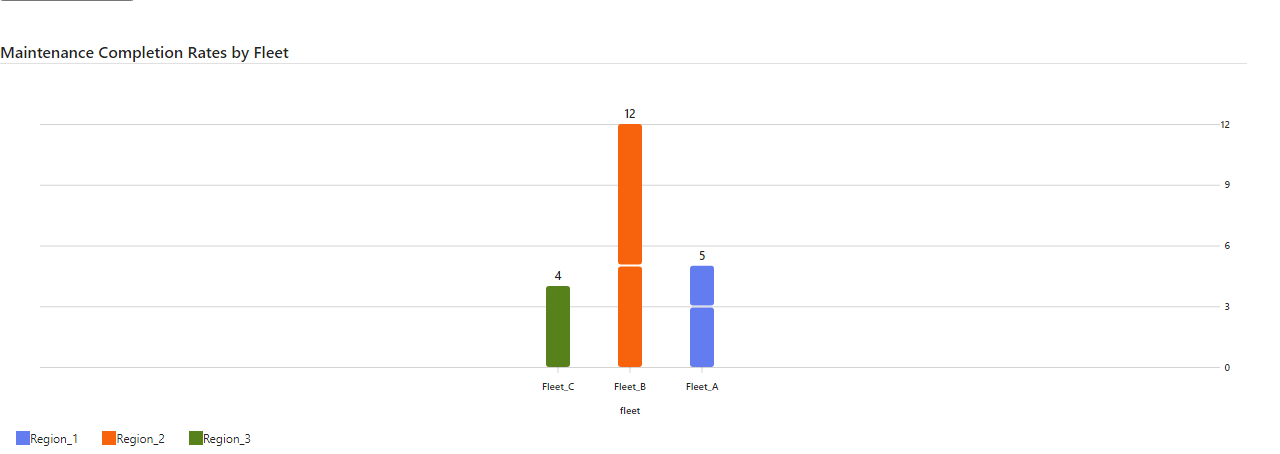 Maintenance Completion Rates by Fleet
12
12
9
6
5
4
3
0
Fleet_C Fleet_B Fleet_A
fleet
Region_1 Region_2 Region_3